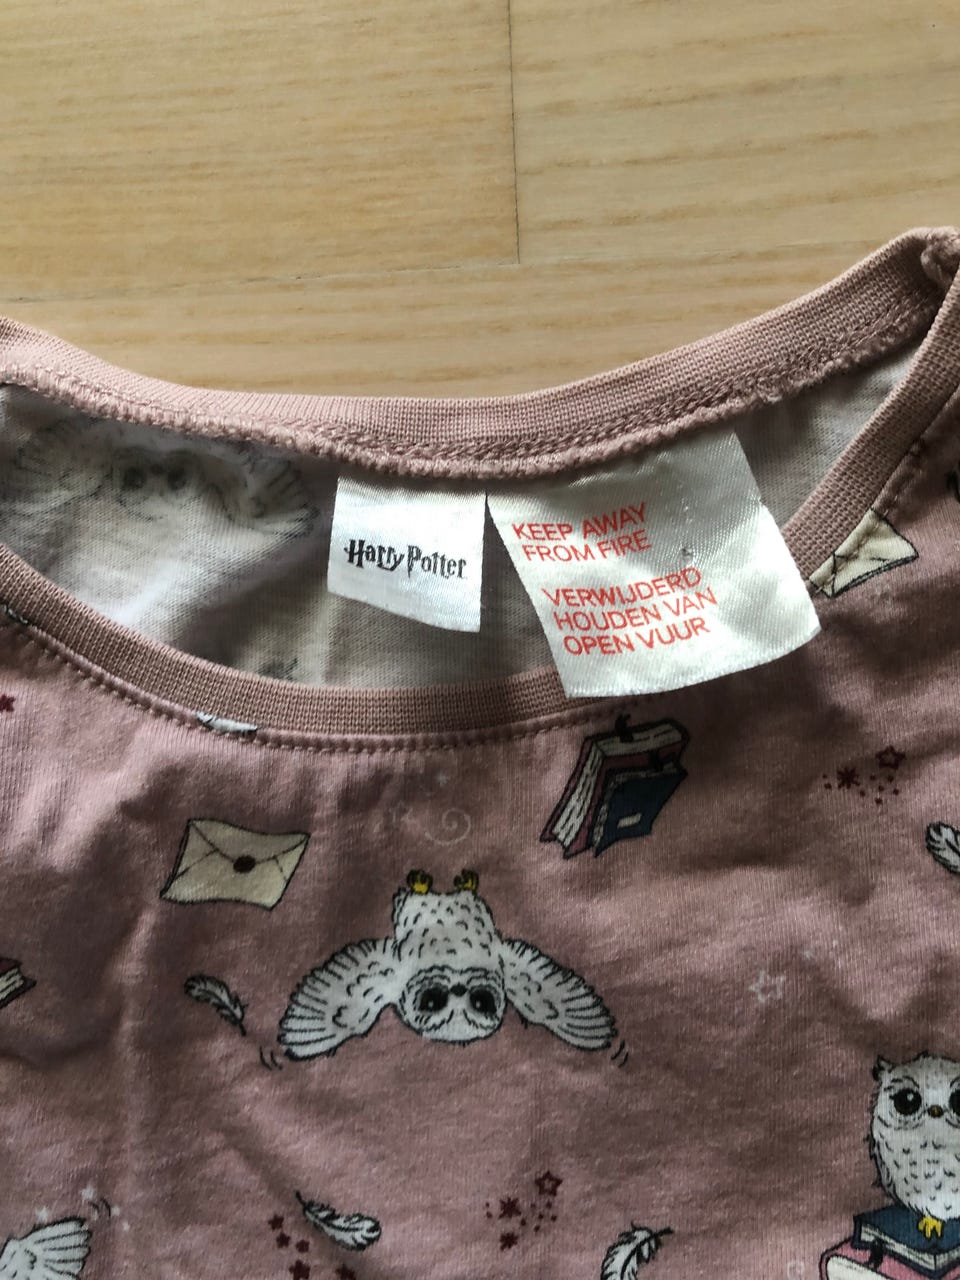 Harry Potter
KEEP AWAY
FROM FIRE
VERWIJDERD
HOUDEN VAN
OPEN VUUR